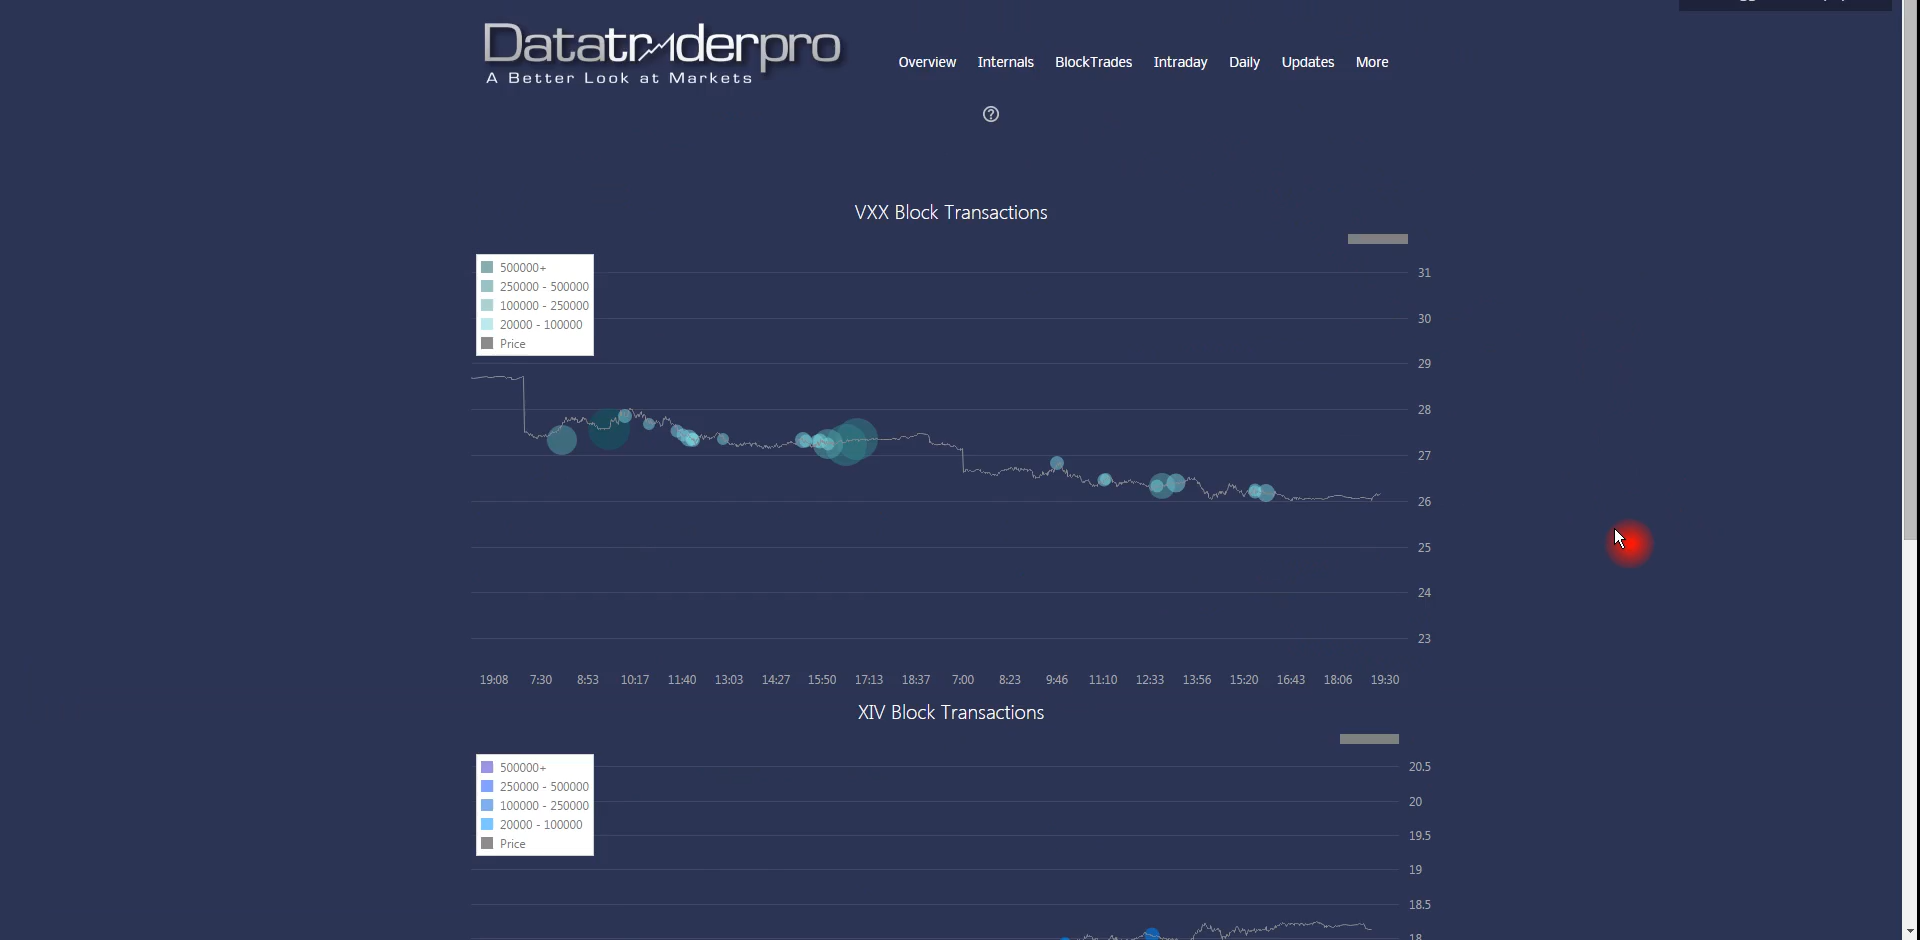 Datatraderpro
A Better Look at Markets
Overview Internals BlockTrades Intraday Daily Updates More
?
VXX Block Transactions
500000+
250000 - 500000
100000 - 250000
20000 - 100000
Price
31
30
29
28
27
26
25
24
23
19:08 7:30 8:53 10:17 11:40 13:03 14:27 15:50 17:13 18:37 7:00 8:23 9:46 11:10 12:33 13:56 15:20 16:43 18:06 19:30
XIV Block Transactions
500000+
250000 - 500000
100000 - 250000
20000 - 100000
Price
20.5
20
19.5
19
18.5
18